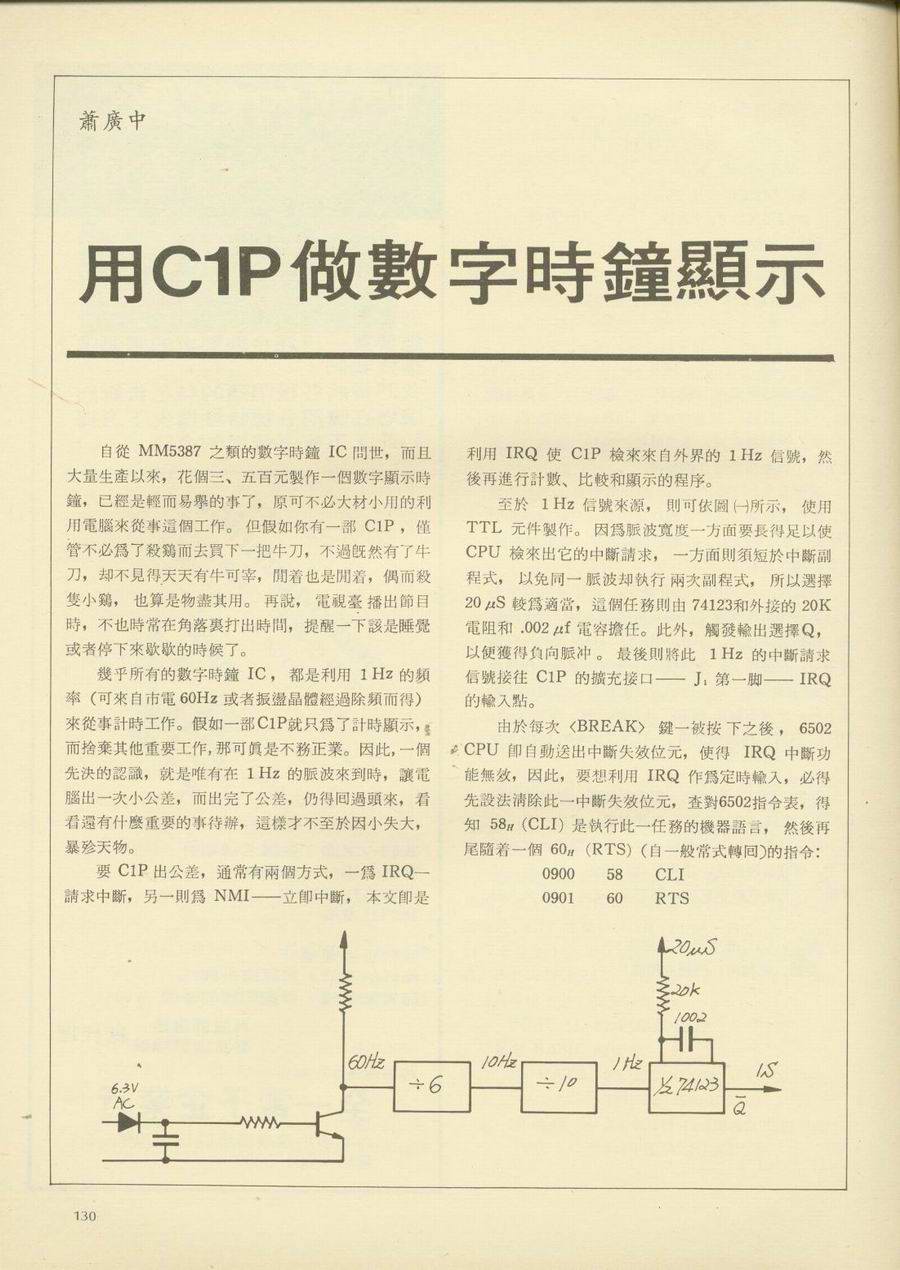 蕭廣中
用C1P做數字時鐘顯示
自從 MM5387 之類的數字時鐘 IC 問世，而且
大量生產以來，花個三、五百元製作一個數字顯示時
鐘，已經是輕而易舉的事了，原可不必大材小用的利
用電腦來從事這個工作。但假如你有一部 C1P，僅
管不必爲了殺鷄而去買下一把牛刀，不過旣然有了牛
刀，却不見得天天有牛可宰，閒着也是閒着，偶而殺
隻小鷄，也算是物盡其用。再說，電視臺播出節目
時，不也時常在角落裏打出時間，提醒一下該是睡覺
或者停下來歇歇的時候了。
幾乎所有的數字時鐘 IC，都是利用 1 Hz 的頻
率（可來自市電 60Hz 或者振盪晶體經過除頻而得）
來從事計時工作。假如一部C1P就只爲了計時顯示，
而捨棄其他重要工作，那可眞是不務正業。因此，一個
先決的認識，就是唯有在 1 Hz 的脈波來到時，讓電
腦出一次小公差，而出完了公差，仍得回過頭來，看
看還有什麼重要的事待辦，這樣才不至於因小失大，
暴殄天物。
要 C1P 出公差，通常有兩個方式，一爲 IRQ—
請求中斷，另一則爲 NMI——立卽中斷，本文卽是
利用 IRQ 使 C1P 檢來來自外界的 1 Hz 信號，然
後再進行計數、比較和顯示的程序。
至於 1 Hz 信號來源，則可依圖㈠所示，使用
TTL 元件製作。因爲脈波寬度一方面要長得足以使
CPU 檢來出它的中斷請求，一方面則須短於中斷副
程式，以免同一脈波却執行兩次副程式，所以選擇
20 μS 較爲適當，這個任務則由 74123和外接的 20K
電阻和 .002 μf 電容擔任。此外，觸發輸出選擇Q，
以便獲得負向脈冲。最後則將此 1 Hz 的中斷請求
信號接往 C1P 的擴充接口—— J₁ 第一脚—— IRQ
的輸入點。
由於每次〈BREAK〉鍵一被按下之後，6502
CPU 卽自動送出中斷失效位元，使得 IRQ 中斷功
能無效，因此，要想利用 IRQ 作爲定時輸入，必得
先設法清除此一中斷失效位元，查對6502指令表，得
知 58H (CLI) 是執行此一任務的機器語言，然後再
尾隨着一個 60H (RTS)（自一般常式轉回）的指令：
0900 58 CLI
0901 60 RTS
20μS
20k
1002
60Hz
÷6
10Hz
÷10
1Hz
½74123
1S
Q̅
6.3V
AC
130